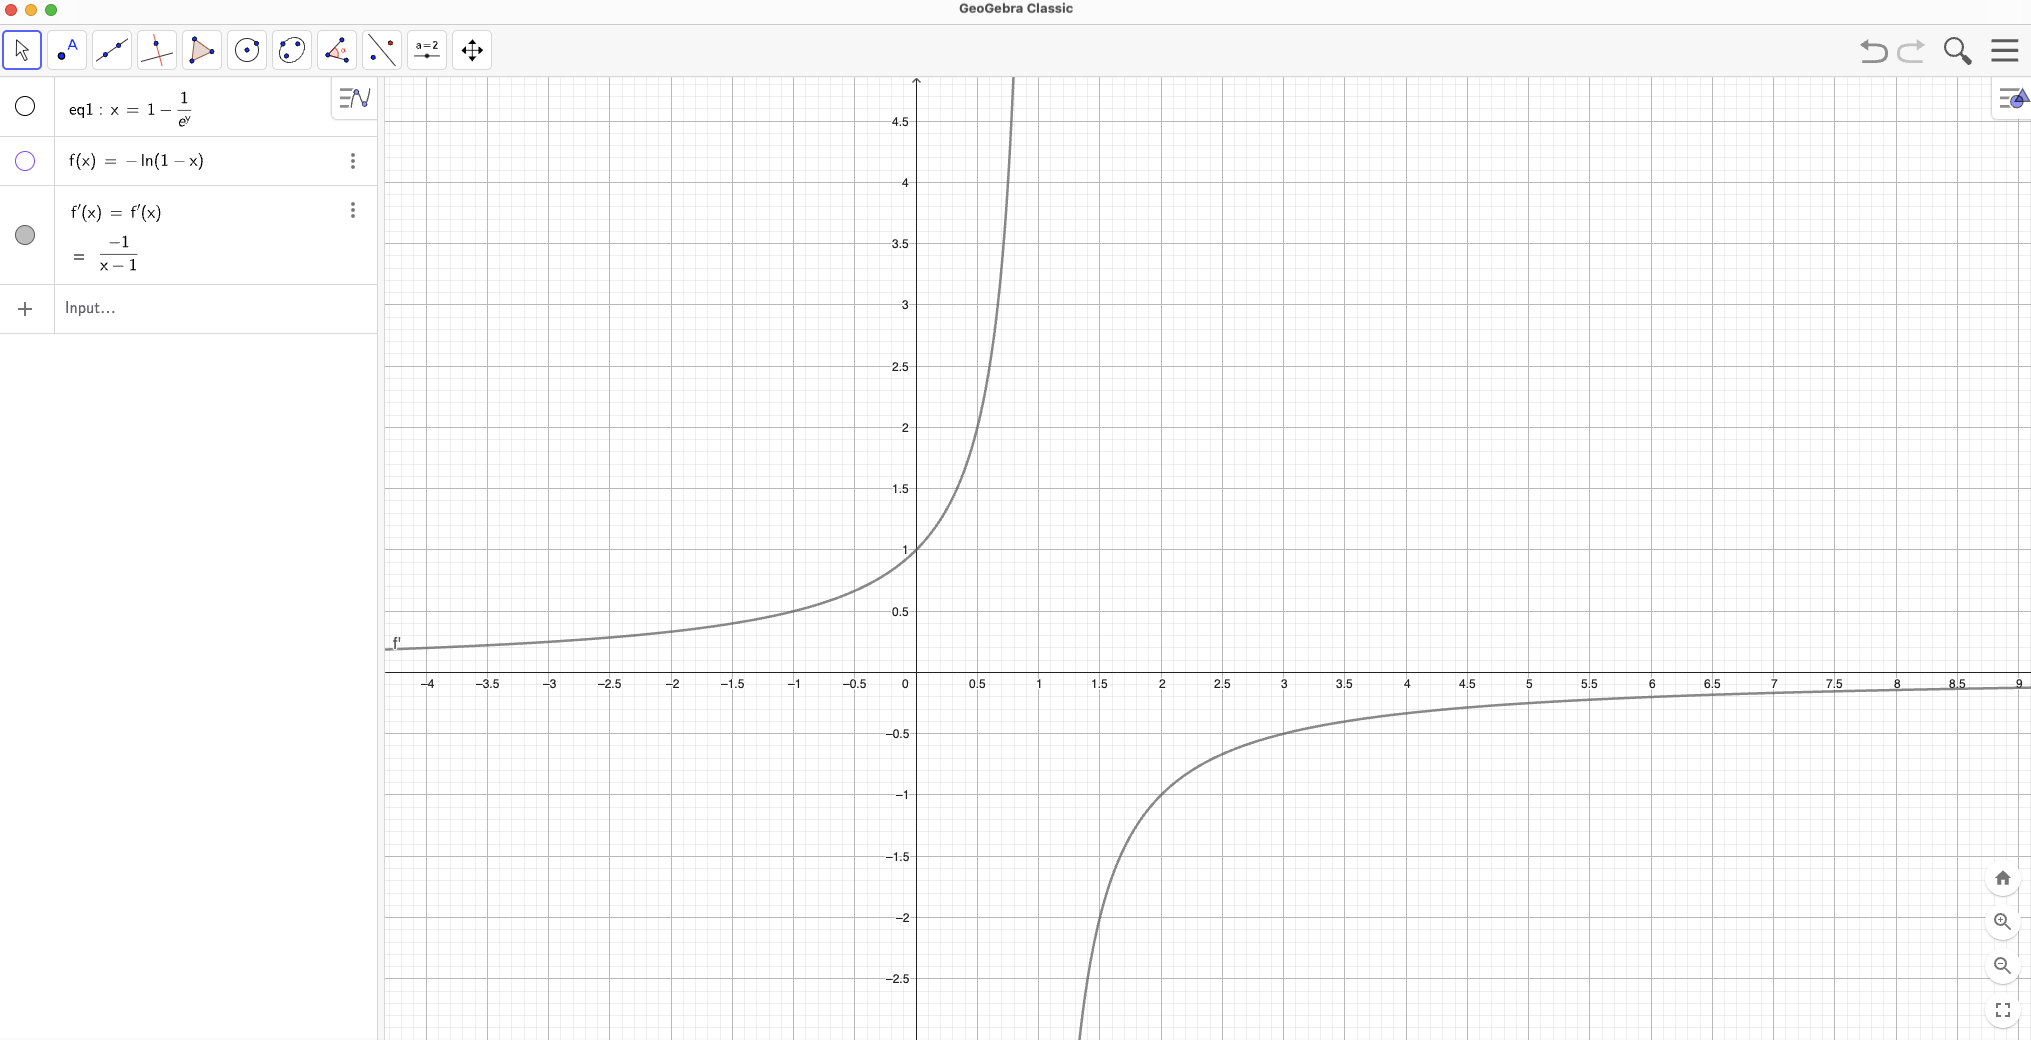 GeoGebra Classic
A
α
a=2
eq1 : x = 1 − 1/e^y
f(x) = − ln(1 − x)
f′(x) = f′(x)
= −1/(x − 1)
+ Input…
4.5
4
3.5
3
2.5
2
1.5
1
0.5
f'
−4 −3.5 −3 −2.5 −2 −1.5 −1 −0.5 0 0.5 1 1.5 2 2.5 3 3.5 4 4.5 5 5.5 6 6.5 7 7.5 8 8.5 9
−0.5
−1
−1.5
−2
−2.5